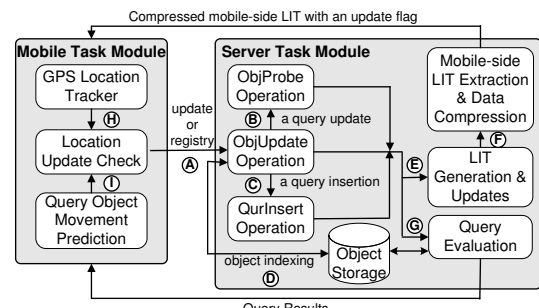 Compressed mobile-side LIT with an update flag
Mobile Task Module
GPS Location
Tracker
H
Location
Update Check
I
Query Object
Movement
Prediction
update
or
registry
A
Server Task Module
ObjProbe
Operation
B
a query update
ObjUpdate
Operation
C
a query insertion
QurInsert
Operation
object indexing
D
Object
Storage
Mobile-side
LIT Extraction
& Data
Compression
F
E
LIT
Generation &
Updates
G
Query
Evaluation
Query Results